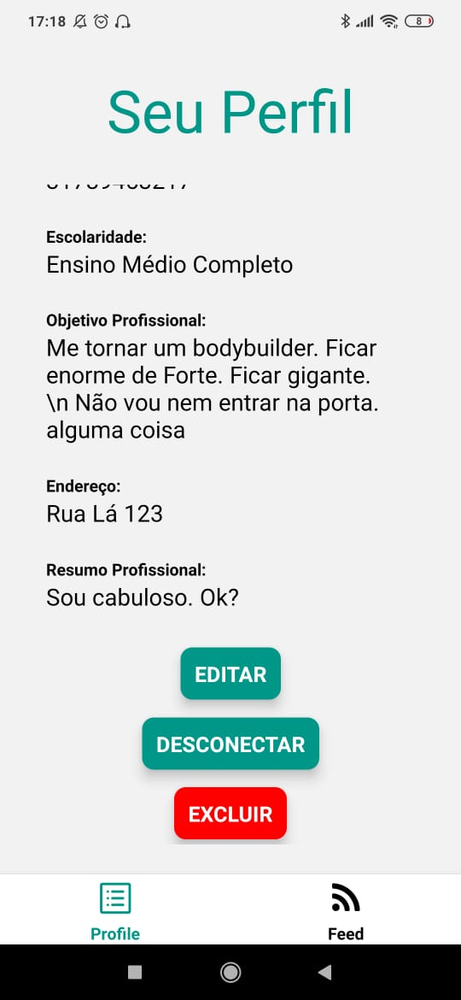 17:18
8
Seu Perfil
Escolaridade:
Ensino Médio Completo
Objetivo Profissional:
Me tornar um bodybuilder. Ficar
enorme de Forte. Ficar gigante.
\n Não vou nem entrar na porta.
alguma coisa
Endereço:
Rua Lá 123
Resumo Profissional:
Sou cabuloso. Ok?
EDITAR
DESCONECTAR
EXCLUIR
Profile
Feed